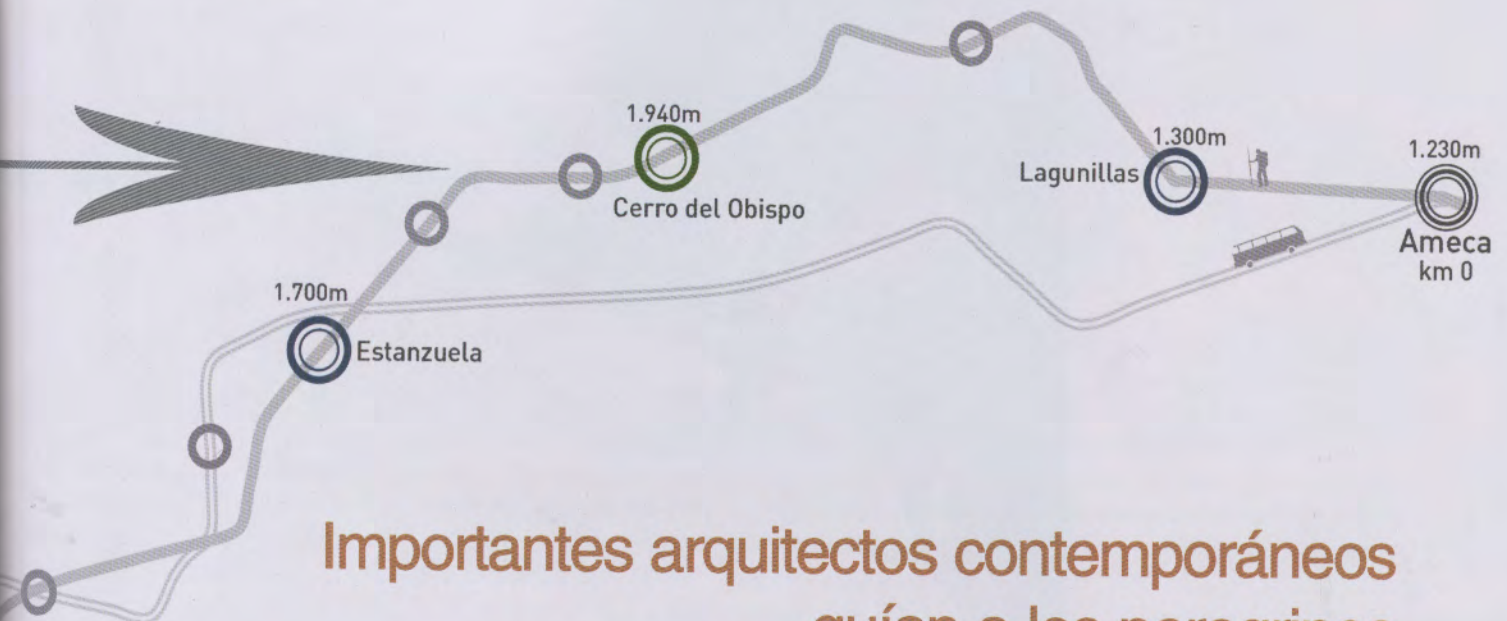 1.940m
Cerro del Obispo
1.300m
Lagunillas
1.230m
Ameca
km 0
1.700m
Estanzuela
Importantes arquitectos contemporáneos